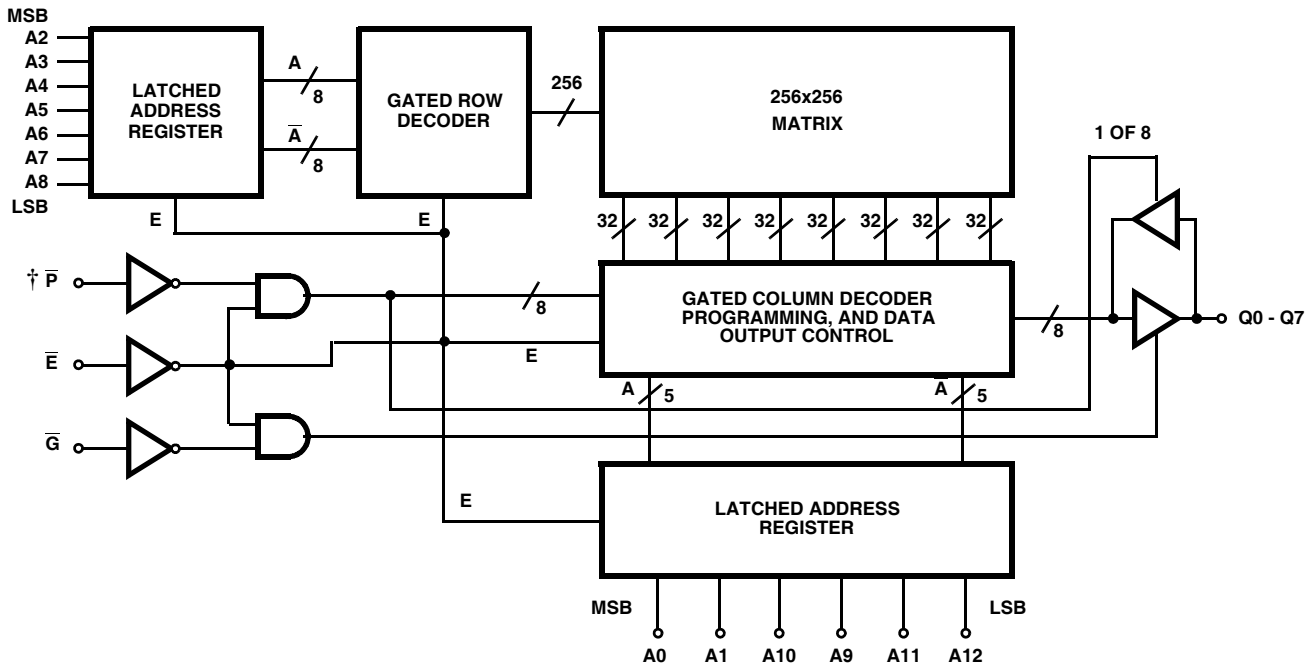 MSB
A2
A3
A4
A5
A6
A7
A8
LSB
LATCHED
ADDRESS
REGISTER
A
8
A̅
8
GATED ROW
DECODER
256
256x256
MATRIX
1 OF 8
E
E
32
32
32
32
32
32
32
32
† P̅
E̅
G̅
8
E
GATED COLUMN DECODER
PROGRAMMING, AND DATA
OUTPUT CONTROL
8
Q0 - Q7
A
5
A̅
5
E
LATCHED ADDRESS
REGISTER
MSB
LSB
A0
A1
A10
A9
A11
A12